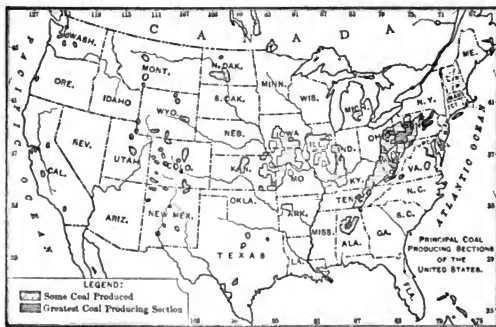 C A N A D A
PACIFIC OCEAN
WASH.
MONT.
N. DAK.
MINN.
ME.
ORE.
IDAHO
S. DAK.
WIS.
MICH.
N.Y.
WYO.
NEB.
IOWA
ILL.
IND.
NEV.
UTAH
COLO.
KAN.
MO
KY.
VA.
CAL.
OKLA.
TEN.
N.C.
ARIZ.
NEW MEX.
ARK.
S.C.
MISS.
ALA.
GA.
TEXAS
FLA.
ATLANTIC OCEAN
PRINCIPAL COAL
PRODUCING SECTIONS
OF THE
UNITED STATES.
LEGEND:
Some Coal Produced
Greatest Coal Producing Section